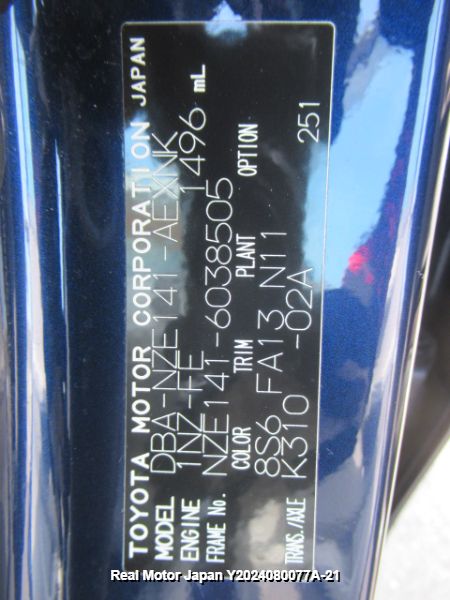 TOYOTA MOTOR CORPORATION JAPAN
MODEL DBA-NZE141-AEXNK
ENGINE 1NZ-FE 1496 mL
FRAME No. NZE141-6038505
COLOR TRIM PLANT OPTION
8S6 FA13 N11 251
TRANS./AXLE K310 -02A
Real Motor Japan Y2024080077A-21